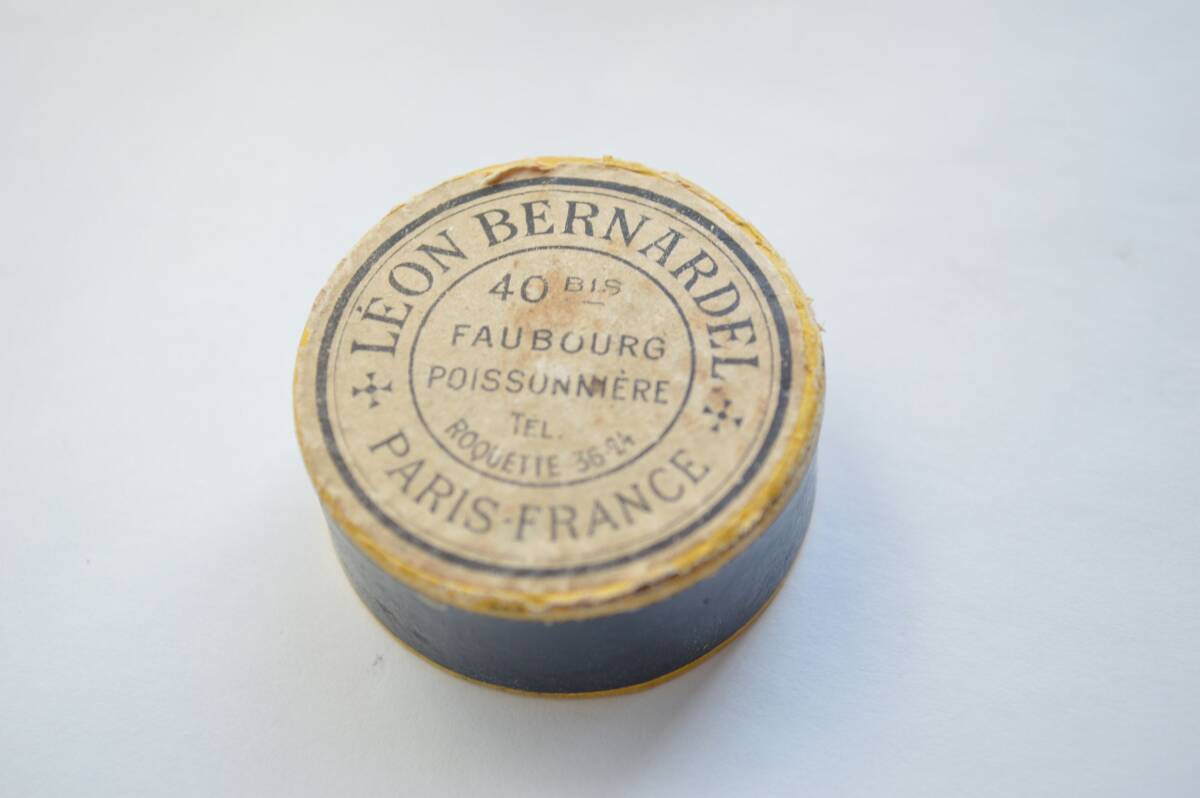 LÉON BERNARDEL
40 BIS
FAUBOURG
POISSONNIÈRE
TEL.
ROQUETTE 36-24
PARIS-FRANCE